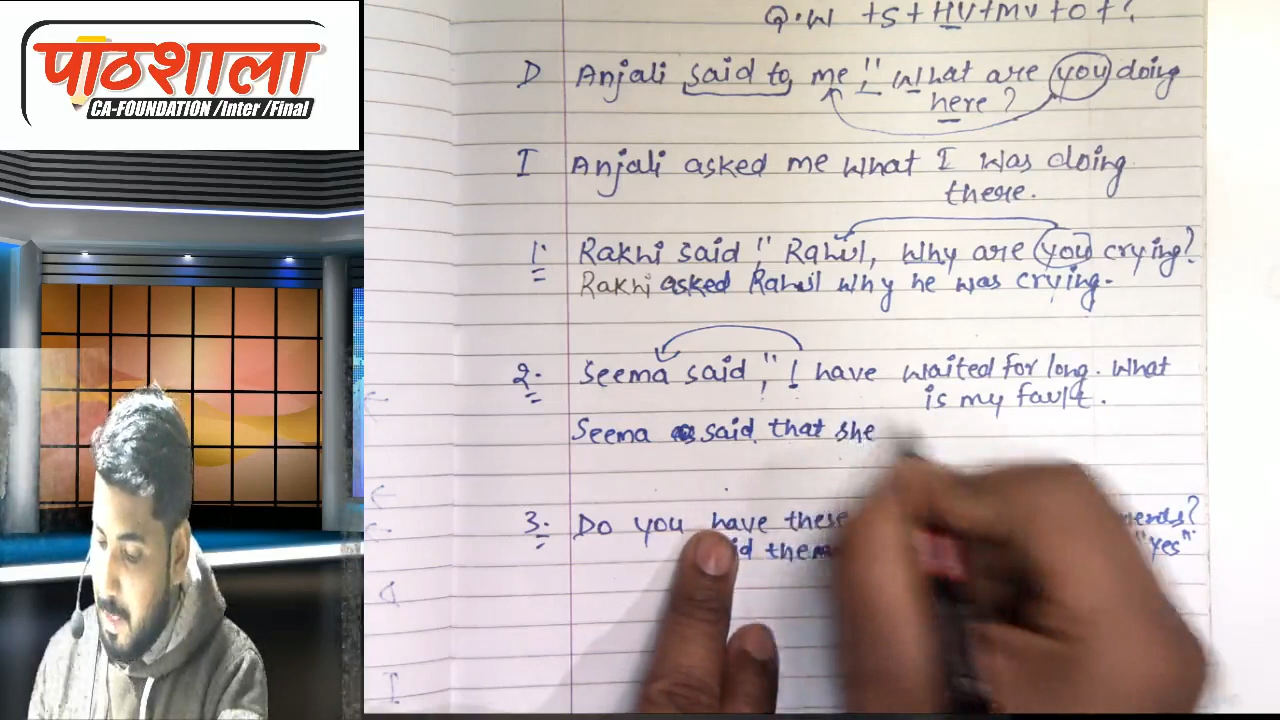 पाठशाला
CA-FOUNDATION /Inter /Final
Q.W +S+HV+MV+O+?
D Anjali said to me," What are you doing
here?
I Anjali asked me what I was doing
there.
1. Rakhi said," Rahul, Why are you crying?
Rakhi asked Rahul why he was crying.
2. Seema said," I have waited for long. What
is my fault.
Seema said that she
3. Do you have these
them "Yes".
I